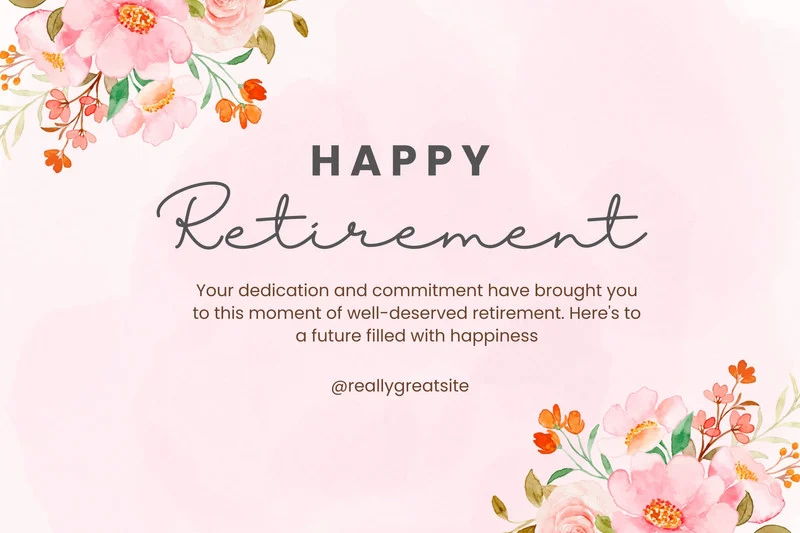 HAPPY
Retirement
Your dedication and commitment have brought you
to this moment of well-deserved retirement. Here's to
a future filled with happiness
@reallygreatsite